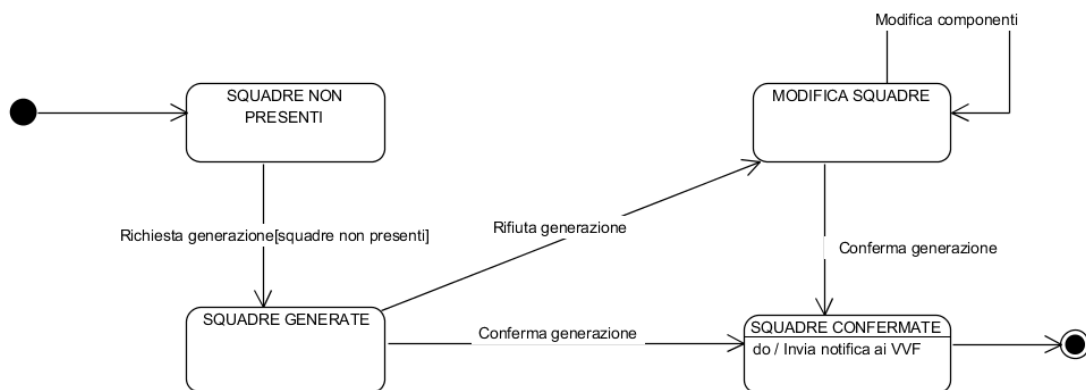 Modifica componenti
SQUADRE NON
PRESENTI
MODIFICA SQUADRE
Richiesta generazione[squadre non presenti]
Rifiuta generazione
Conferma generazione
SQUADRE GENERATE
Conferma generazione
SQUADRE CONFERMATE
do / Invia notifica ai VVF